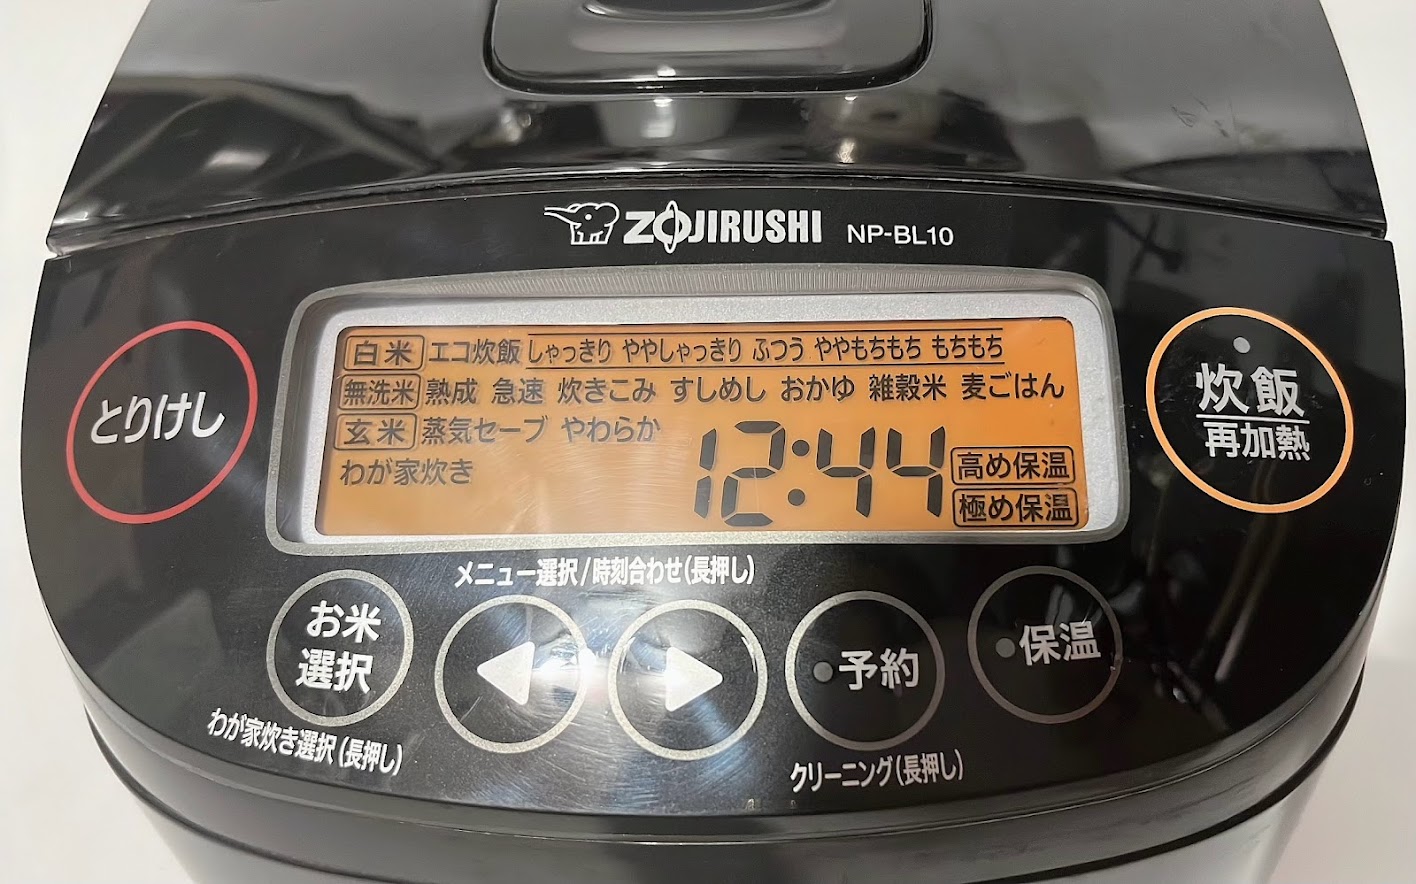 ZOJIRUSHI NP-BL10
とりけし
白米 エコ炊飯 しゃっきり ややしゃっきり ふつう ややもちもち もちもち
無洗米 熟成 急速 炊きこみ すしめし おかゆ 雑穀米 麦ごはん
玄米 蒸気セーブ やわらか
わが家炊き
12:44
高め保温
極め保温
炊飯
再加熱
メニュー選択/時刻合わせ(長押し)
お米
選択
予約
保温
わが家炊き選択(長押し)
クリーニング(長押し)